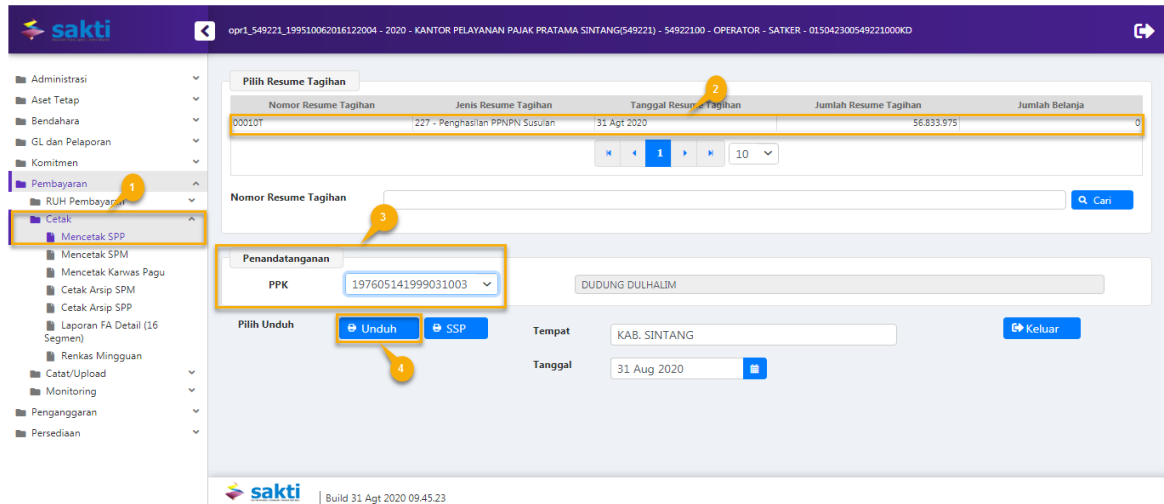 sakti
opr1_549221_199510062016122004 - 2020 - KANTOR PELAYANAN PAJAK PRATAMA SINTANG(549221) - 54922100 - OPERATOR - SATKER - 015042300549221000KD
Administrasi
Aset Tetap
Bendahara
GL dan Pelaporan
Komitmen
Pembayaran
1
RUH Pembayaran
Cetak
Mencetak SPP
Mencetak SPM
Mencetak Karwas Pagu
Cetak Arsip SPM
Cetak Arsip SPP
Laporan FA Detail (16
Segmen)
Renkas Mingguan
Catat/Upload
Monitoring
Penganggaran
Persediaan
Pilih Resume Tagihan
2
Nomor Resume Tagihan Jenis Resume Tagihan Tanggal Resume Tagihan Jumlah Resume Tagihan Jumlah Belanja
00010T 227 - Penghasilan PPNPN Susulan 31 Agt 2020 56.833.975 0
1 10
Nomor Resume Tagihan Cari
3
Penandatanganan
PPK 197605141999031003 DUDUNG DULHALIM
Pilih Unduh Unduh SSP Tempat KAB. SINTANG Keluar
4
Tanggal 31 Aug 2020
sakti Build 31 Agt 2020 09.45.23